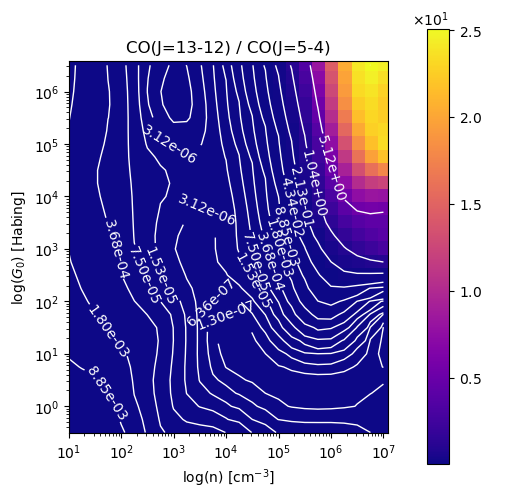 ×10¹
CO(J=13-12) / CO(J=5-4)
2.5
2.0
1.5
1.0
0.5
log(G₀) [Habing]
10⁶
10⁵
10⁴
10³
10²
10¹
10⁰
10¹
10²
10³
10⁴
10⁵
10⁶
10⁷
log(n) [cm⁻³]
3.12e-06
3.12e-06
5.12e+00
1.04e+00
2.13e-01
4.34e-02
8.85e-03
1.80e-03
3.68e-04
7.50e-05
1.53e-05
3.68e-04
7.50e-05
1.53e-05
6.36e-07
1.30e-07
1.80e-03
8.85e-03